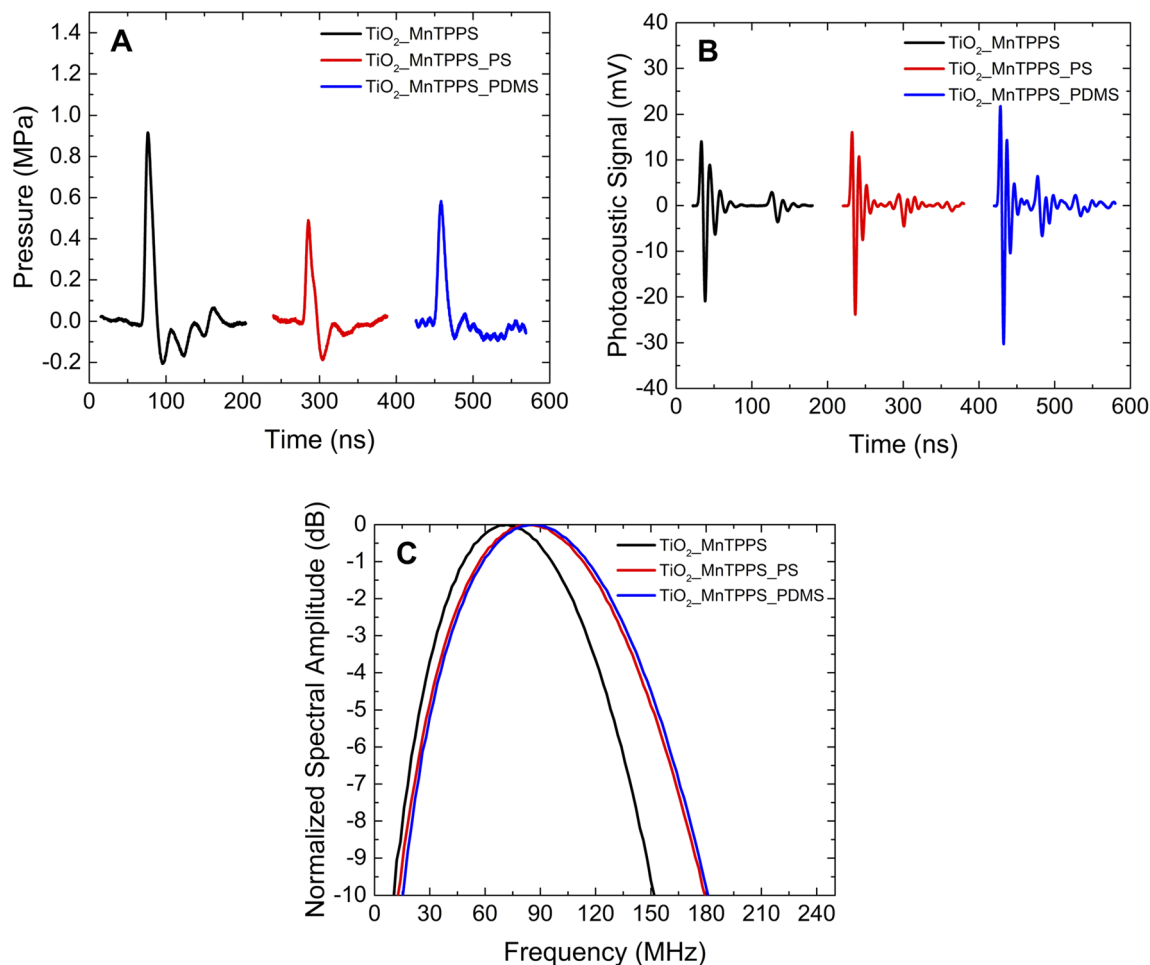 A
TiO₂_MnTPPS
TiO₂_MnTPPS_PS
TiO₂_MnTPPS_PDMS
Pressure (MPa)
1.4
1.2
1.0
0.8
0.6
0.4
0.2
0.0
-0.2
0 100 200 300 400 500 600
Time (ns)
B
TiO₂_MnTPPS
TiO₂_MnTPPS_PS
TiO₂_MnTPPS_PDMS
Photoacoustic Signal (mV)
40
30
20
10
0
-10
-20
-30
-40
0 100 200 300 400 500 600
Time (ns)
C
TiO₂_MnTPPS
TiO₂_MnTPPS_PS
TiO₂_MnTPPS_PDMS
Normalized Spectral Amplitude (dB)
0
-1
-2
-3
-4
-5
-6
-7
-8
-9
-10
0 30 60 90 120 150 180 210 240
Frequency (MHz)